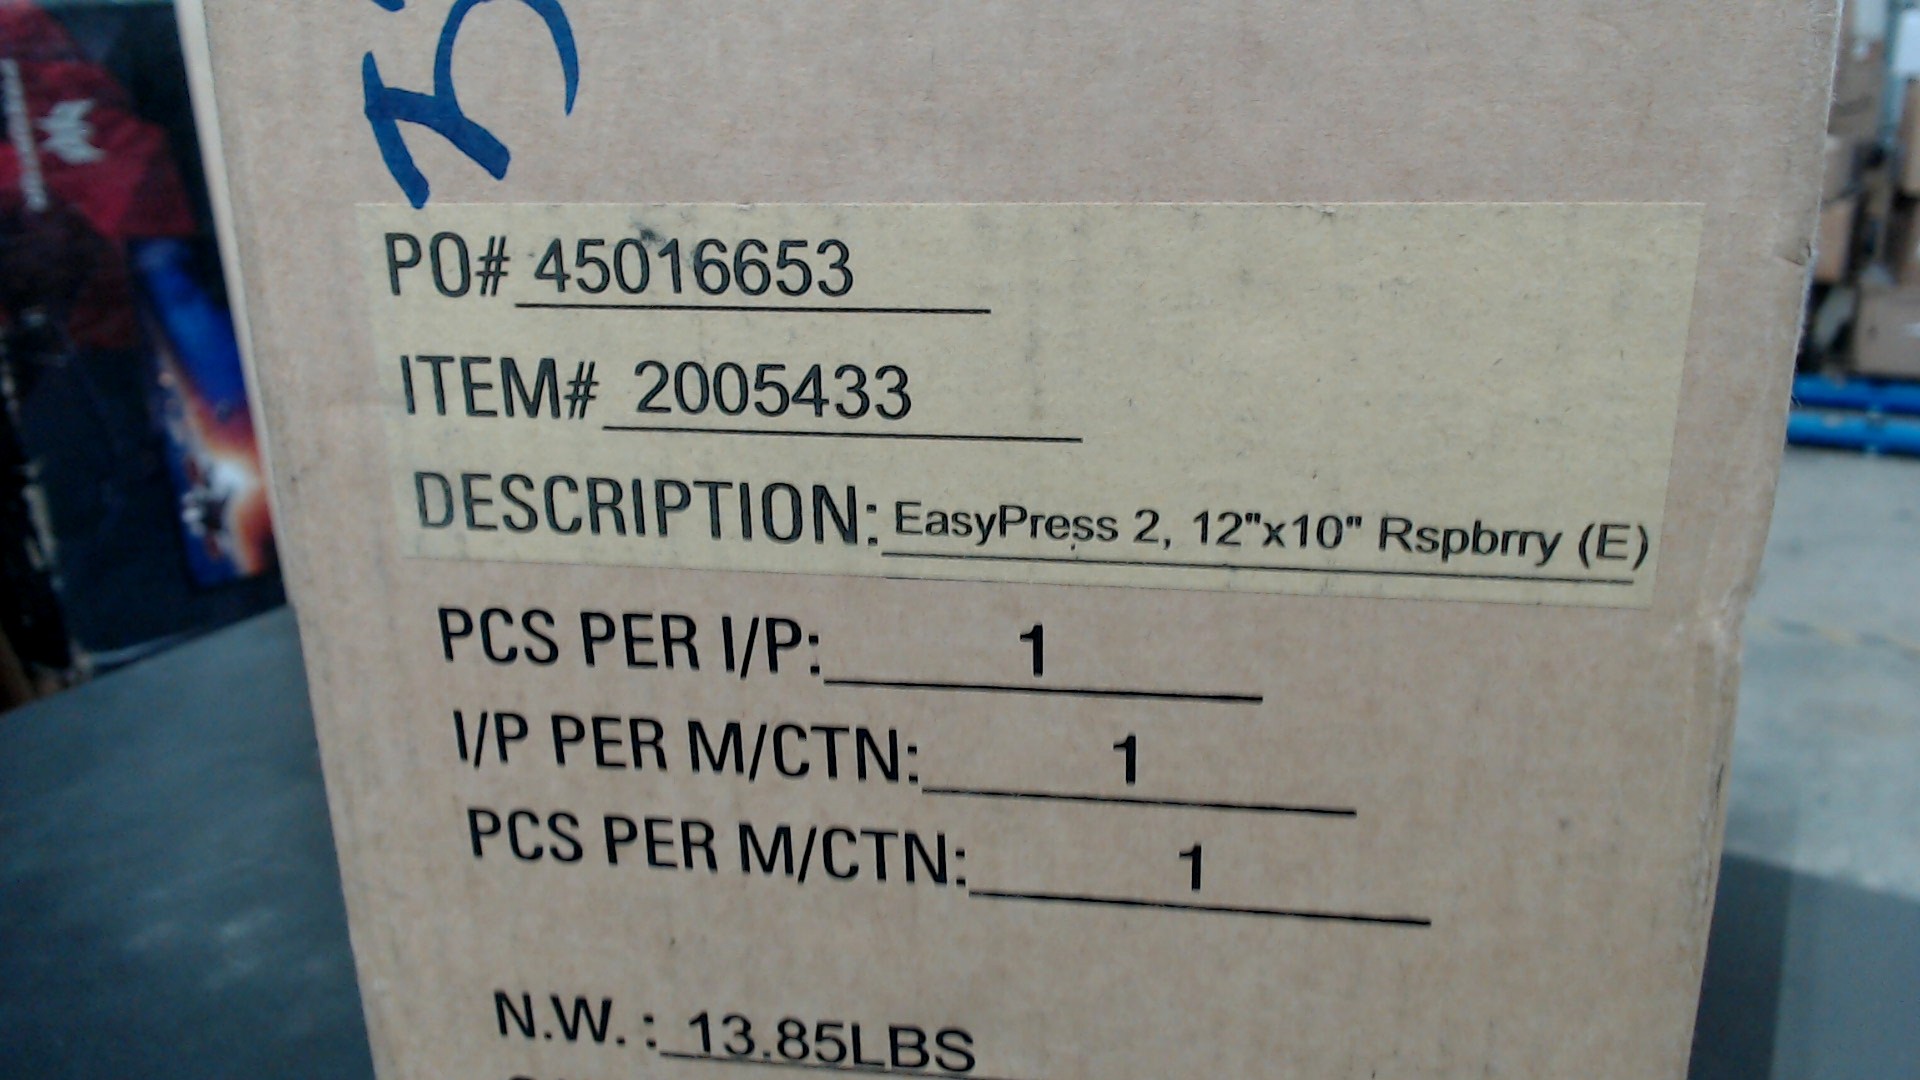 PO# 45016653
ITEM# 2005433
DESCRIPTION: EasyPress 2, 12"x10" Rspbrry (E)
PCS PER I/P: 1
I/P PER M/CTN: 1
PCS PER M/CTN: 1
N.W.: 13.85LBS